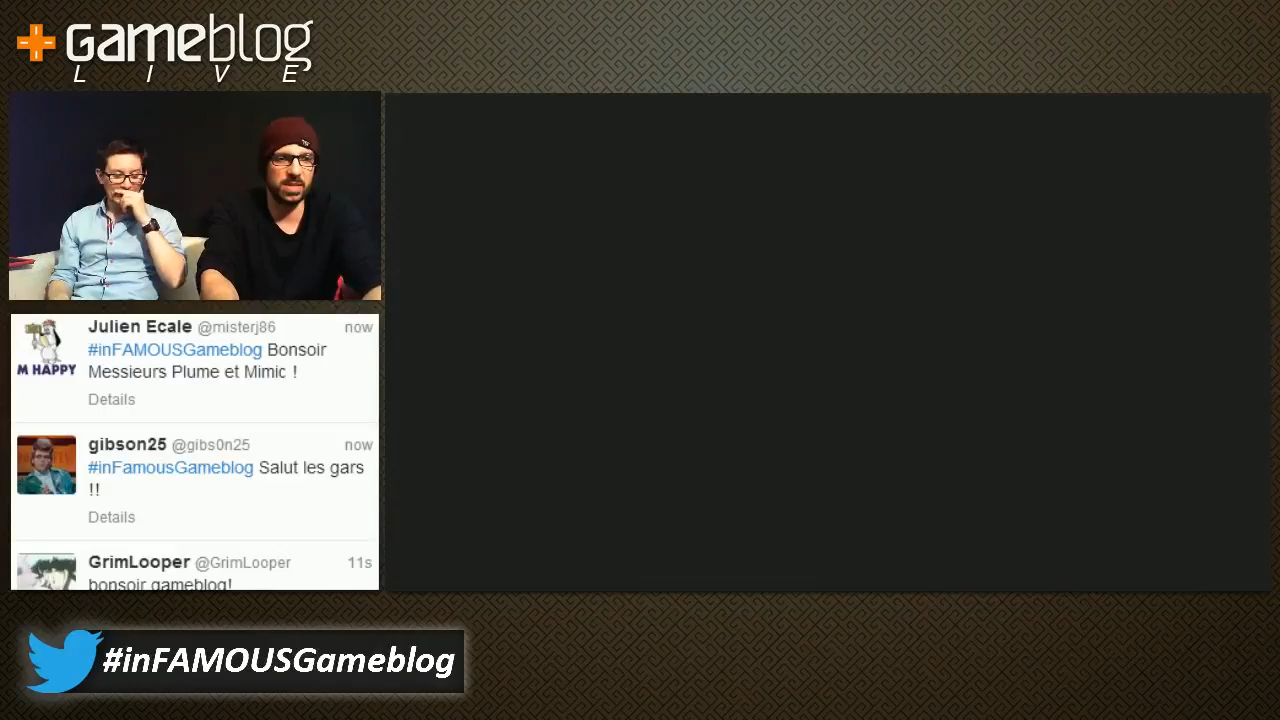 gameblog
LIVE
Julien Ecale @misterj86 now
#inFAMOUSGameblog Bonsoir
Messieurs Plume et Mimic !
Details
M HAPPY
gibson25 @gibs0n25 now
#inFamousGameblog Salut les gars
!!
Details
GrimLooper @GrimLooper 11s
bonsoir gameblog!
#inFAMOUSGameblog